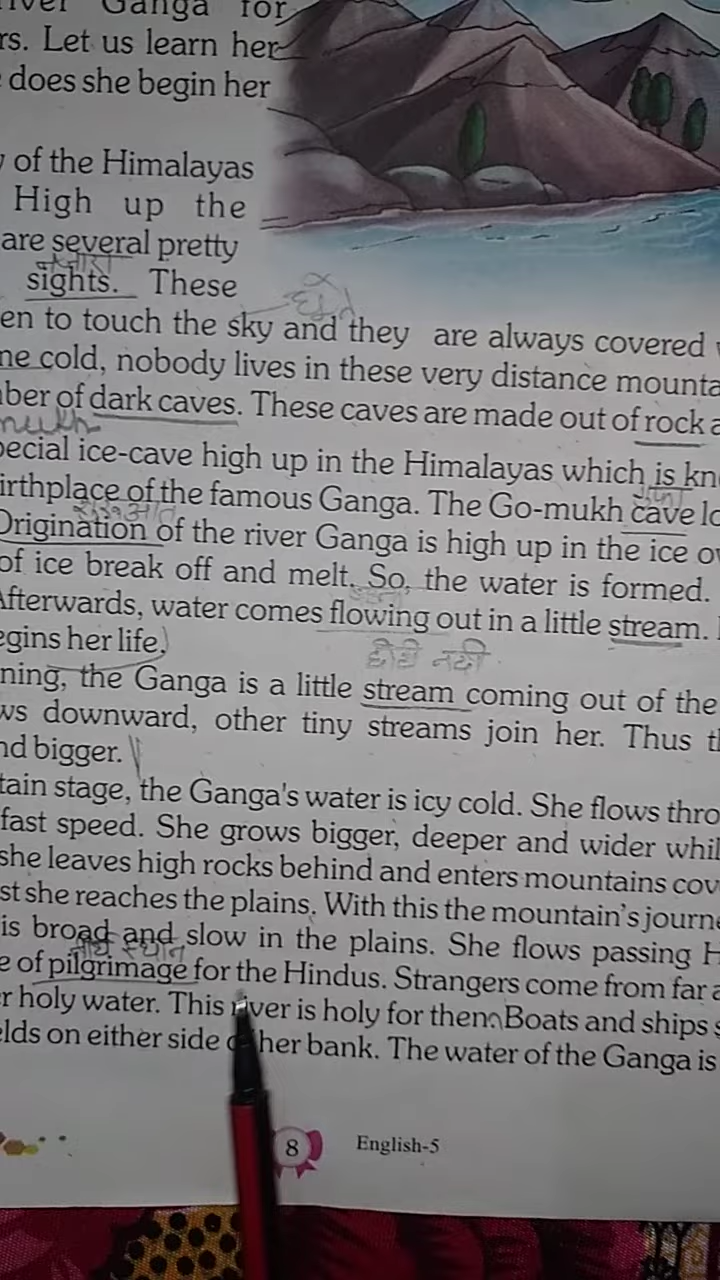 Ganga for
rs. Let us learn her
does she begin her
of the Himalayas
High up the
are several pretty
sights. These
en to touch the sky and they are always covered
me cold, nobody lives in these very distance mounta
ber of dark caves. These caves are made out of rock a
pecial ice-cave high up in the Himalayas which is kn
irthplace of the famous Ganga. The Go-mukh cave lo
Origination of the river Ganga is high up in the ice ov
of ice break off and melt. So, the water is formed.
Afterwards, water comes flowing out in a little stream.
egins her life.
छोटी नदी
ning, the Ganga is a little stream coming out of the
ws downward, other tiny streams join her. Thus th
nd bigger.
tain stage, the Ganga's water is icy cold. She flows thro
fast speed. She grows bigger, deeper and wider whil
she leaves high rocks behind and enters mountains cov
st she reaches the plains. With this the mountain's journe
is broad and slow in the plains. She flows passing H
तीर्थ स्थान
e of pilgrimage for the Hindus. Strangers come from far a
r holy water. This river is holy for them. Boats and ships s
elds on either side her bank. The water of the Ganga is
8 English-5